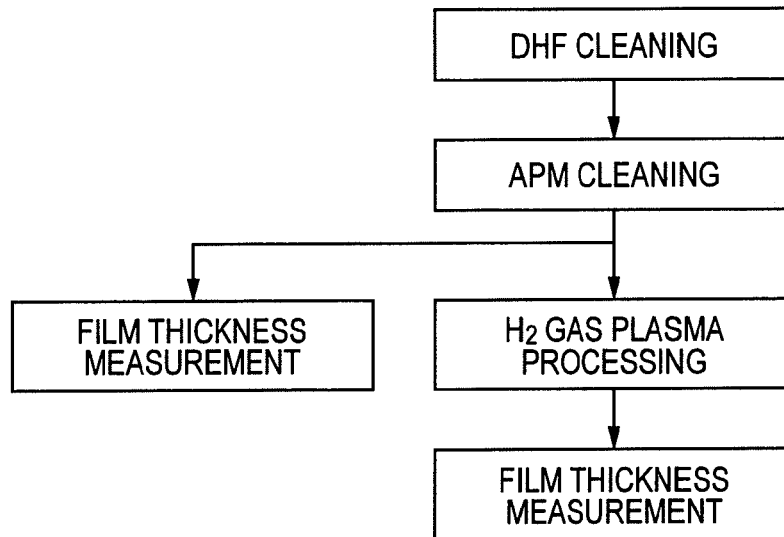 DHF CLEANING
APM CLEANING
FILM THICKNESS
MEASUREMENT
H2 GAS PLASMA
PROCESSING
FILM THICKNESS
MEASUREMENT